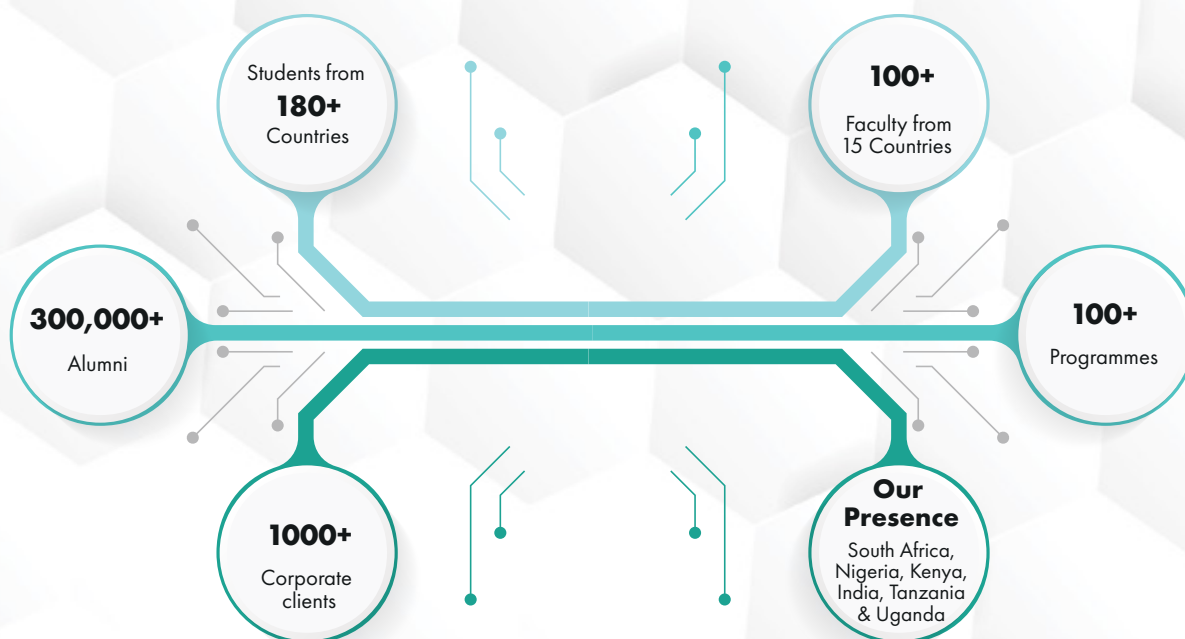 Students from
180+
Countries
100+
Faculty from
15 Countries
300,000+
Alumni
100+
Programmes
1000+
Corporate
clients
Our
Presence
South Africa,
Nigeria, Kenya,
India, Tanzania
& Uganda